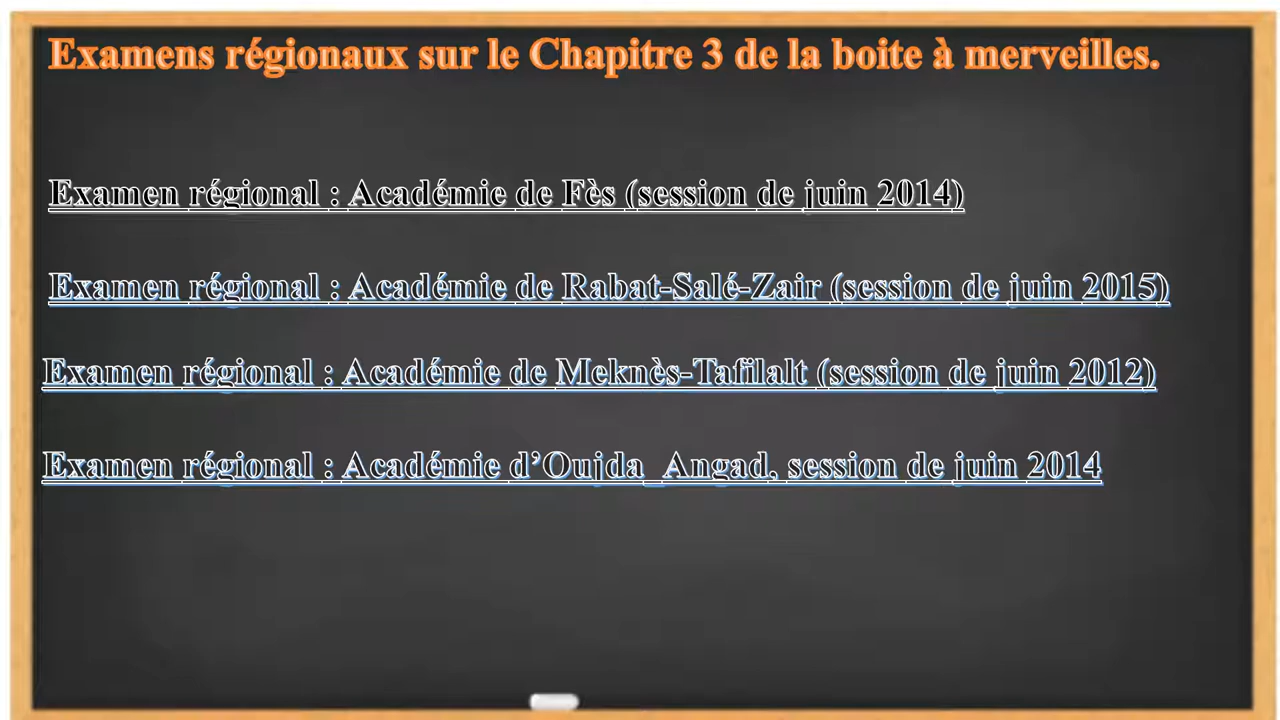 Examens régionaux sur le Chapitre 3 de la boite à merveilles.
Examen régional : Académie de Fès (session de juin 2014)
Examen régional : Académie de Rabat-Salé-Zair (session de juin 2015)
Examen régional : Académie de Meknès-Tafilalt (session de juin 2012)
Examen régional : Académie d’Oujda_Angad, session de juin 2014